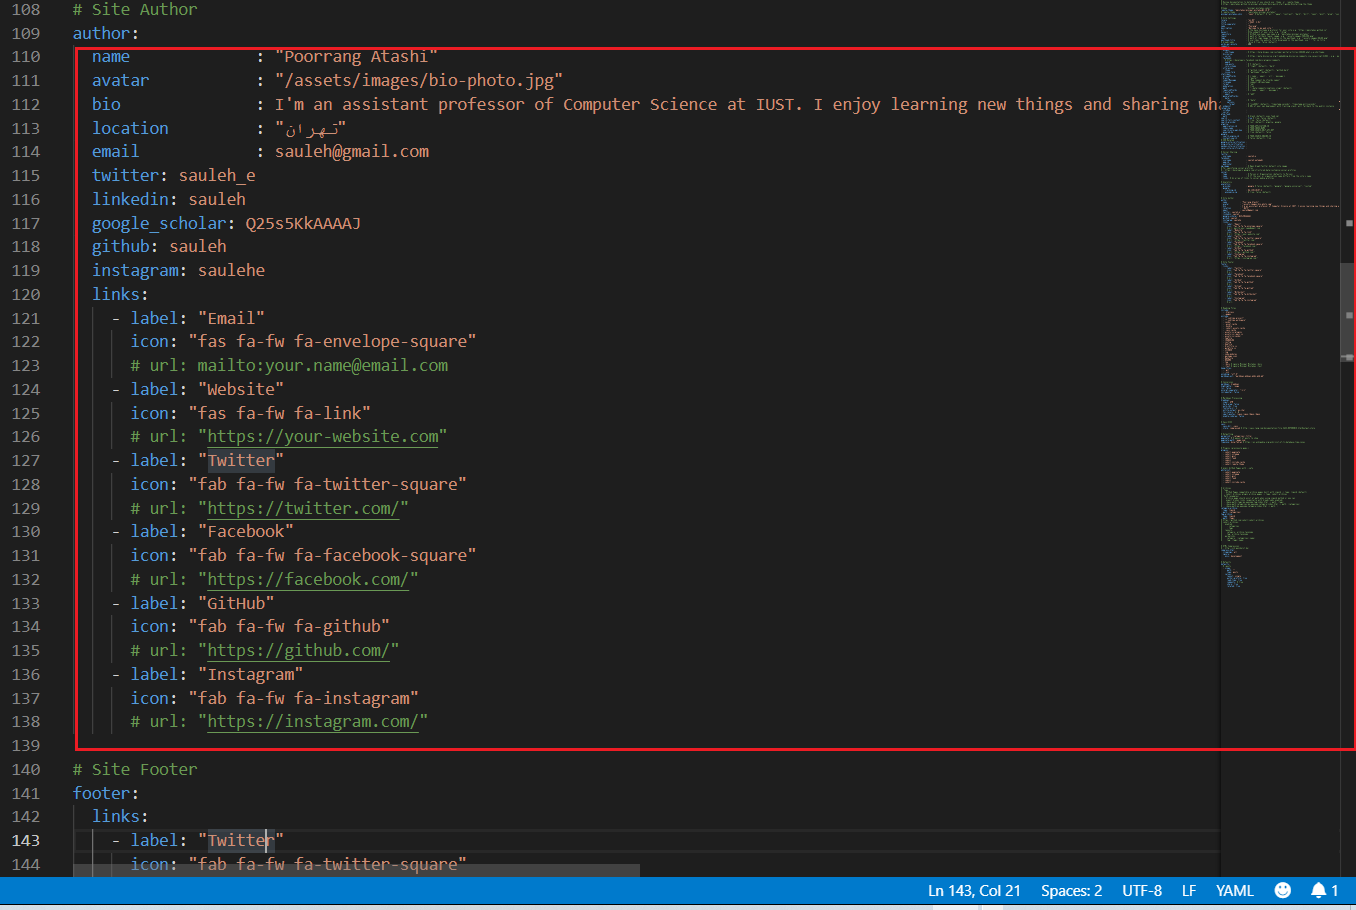 108 # Site Author
109 author:
110 name : "Poorrang Atashi"
111 avatar : "/assets/images/bio-photo.jpg"
112 bio : I'm an assistant professor of Computer Science at IUST. I enjoy learning new things and sharing
113 location : "تهران"
114 email : sauleh@gmail.com
115 twitter: sauleh_e
116 linkedin: sauleh
117 google_scholar: Q25s5KkAAAAJ
118 github: sauleh
119 instagram: saulehe
120 links:
121 - label: "Email"
122 icon: "fas fa-fw fa-envelope-square"
123 # url: mailto:your.name@email.com
124 - label: "Website"
125 icon: "fas fa-fw fa-link"
126 # url: "https://your-website.com"
127 - label: "Twitter"
128 icon: "fab fa-fw fa-twitter-square"
129 # url: "https://twitter.com/"
130 - label: "Facebook"
131 icon: "fab fa-fw fa-facebook-square"
132 # url: "https://facebook.com/"
133 - label: "GitHub"
134 icon: "fab fa-fw fa-github"
135 # url: "https://github.com/"
136 - label: "Instagram"
137 icon: "fab fa-fw fa-instagram"
138 # url: "https://instagram.com/"
139
140 # Site Footer
141 footer:
142 links:
143 - label: "Twitter"
144 icon: "fab fa-fw fa-twitter-square"
Ln 143, Col 21 Spaces: 2 UTF-8 LF YAML 1